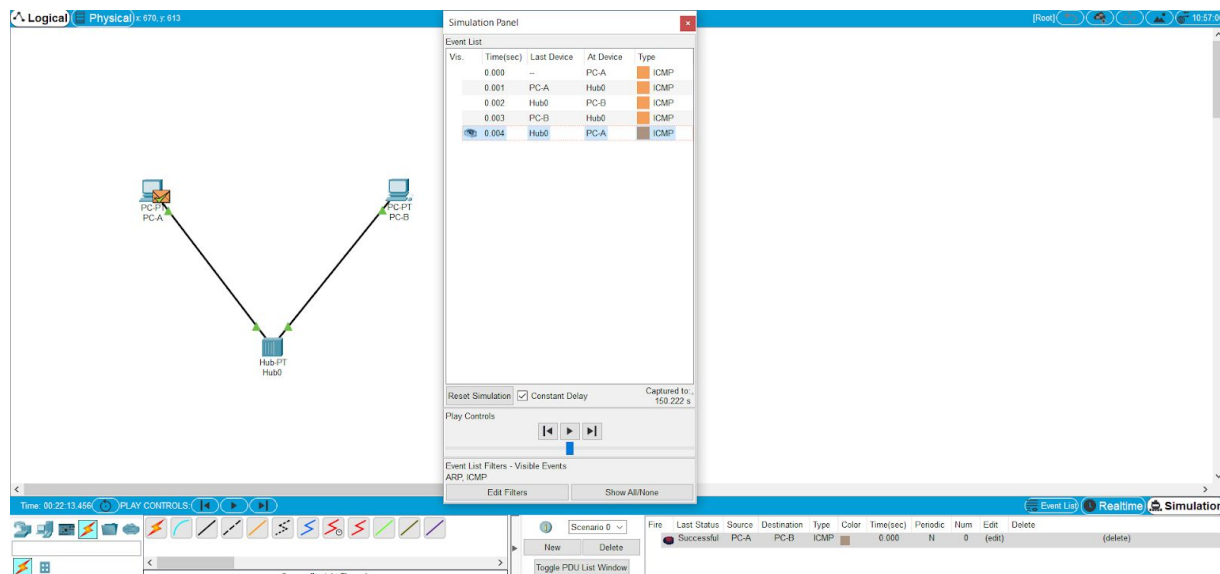 Logical Physical x: 670, y: 613 [Root] 10:57:0
Simulation Panel
Event List
Vis. Time(sec) Last Device At Device Type
0.000 -- PC-A ICMP
0.001 PC-A Hub0 ICMP
0.002 Hub0 PC-B ICMP
0.003 PC-B Hub0 ICMP
0.004 Hub0 PC-A ICMP
PC-PT
PC-A
PC-PT
PC-B
Hub-PT
Hub0
Reset Simulation Constant Delay Captured to:
150.222 s
Play Controls
Event List Filters - Visible Events
ARP, ICMP
Edit Filters Show All/None
Time: 00:22:13.456 PLAY CONTROLS: Event List Realtime Simulation
Scenario 0
New Delete
Toggle PDU List Window
Fire Last Status Source Destination Type Color Time(sec) Periodic Num Edit Delete
Successful PC-A PC-B ICMP 0.000 N 0 (edit) (delete)